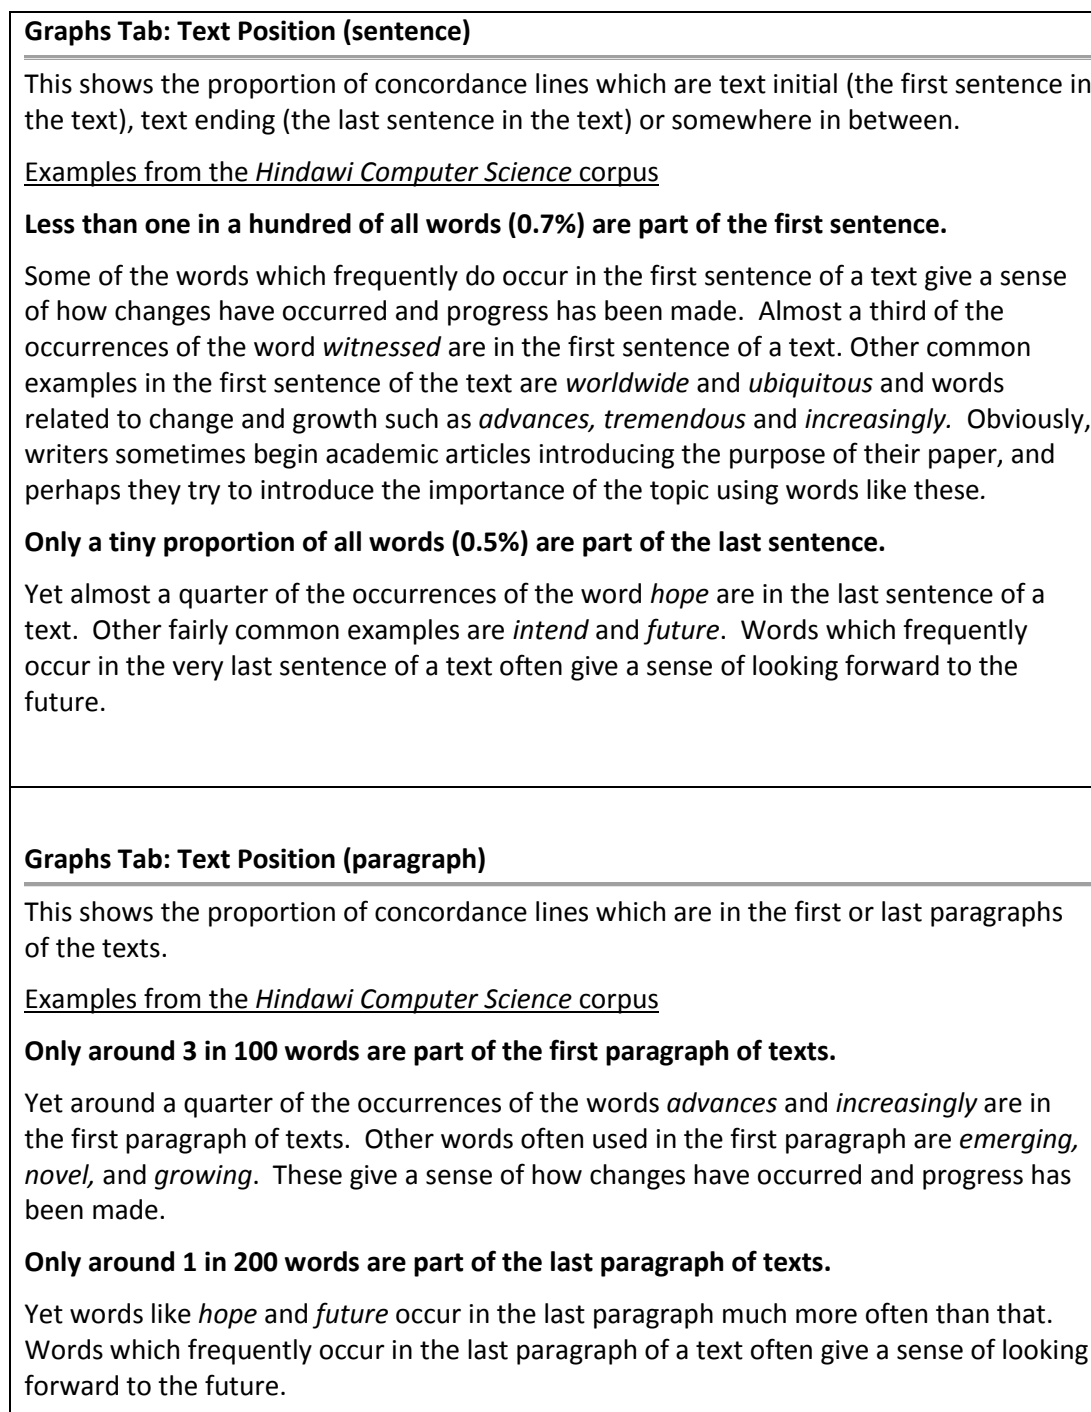 Graphs Tab: Text Position (sentence)
This shows the proportion of concordance lines which are text initial (the first sentence in
the text), text ending (the last sentence in the text) or somewhere in between.
Examples from the Hindawi Computer Science corpus
Less than one in a hundred of all words (0.7%) are part of the first sentence.
Some of the words which frequently do occur in the first sentence of a text give a sense
of how changes have occurred and progress has been made.  Almost a third of the
occurrences of the word witnessed are in the first sentence of a text. Other common
examples in the first sentence of the text are worldwide and ubiquitous and words
related to change and growth such as advances, tremendous and increasingly.  Obviously,
writers sometimes begin academic articles introducing the purpose of their paper, and
perhaps they try to introduce the importance of the topic using words like these.
Only a tiny proportion of all words (0.5%) are part of the last sentence.
Yet almost a quarter of the occurrences of the word hope are in the last sentence of a
text.  Other fairly common examples are intend and future.  Words which frequently
occur in the very last sentence of a text often give a sense of looking forward to the
future.
Graphs Tab: Text Position (paragraph)
This shows the proportion of concordance lines which are in the first or last paragraphs
of the texts.
Examples from the Hindawi Computer Science corpus
Only around 3 in 100 words are part of the first paragraph of texts.
Yet around a quarter of the occurrences of the words advances and increasingly are in
the first paragraph of texts.  Other words often used in the first paragraph are emerging,
novel, and growing.  These give a sense of how changes have occurred and progress has
been made.
Only around 1 in 200 words are part of the last paragraph of texts.
Yet words like hope and future occur in the last paragraph much more often than that.
Words which frequently occur in the last paragraph of a text often give a sense of looking
forward to the future.